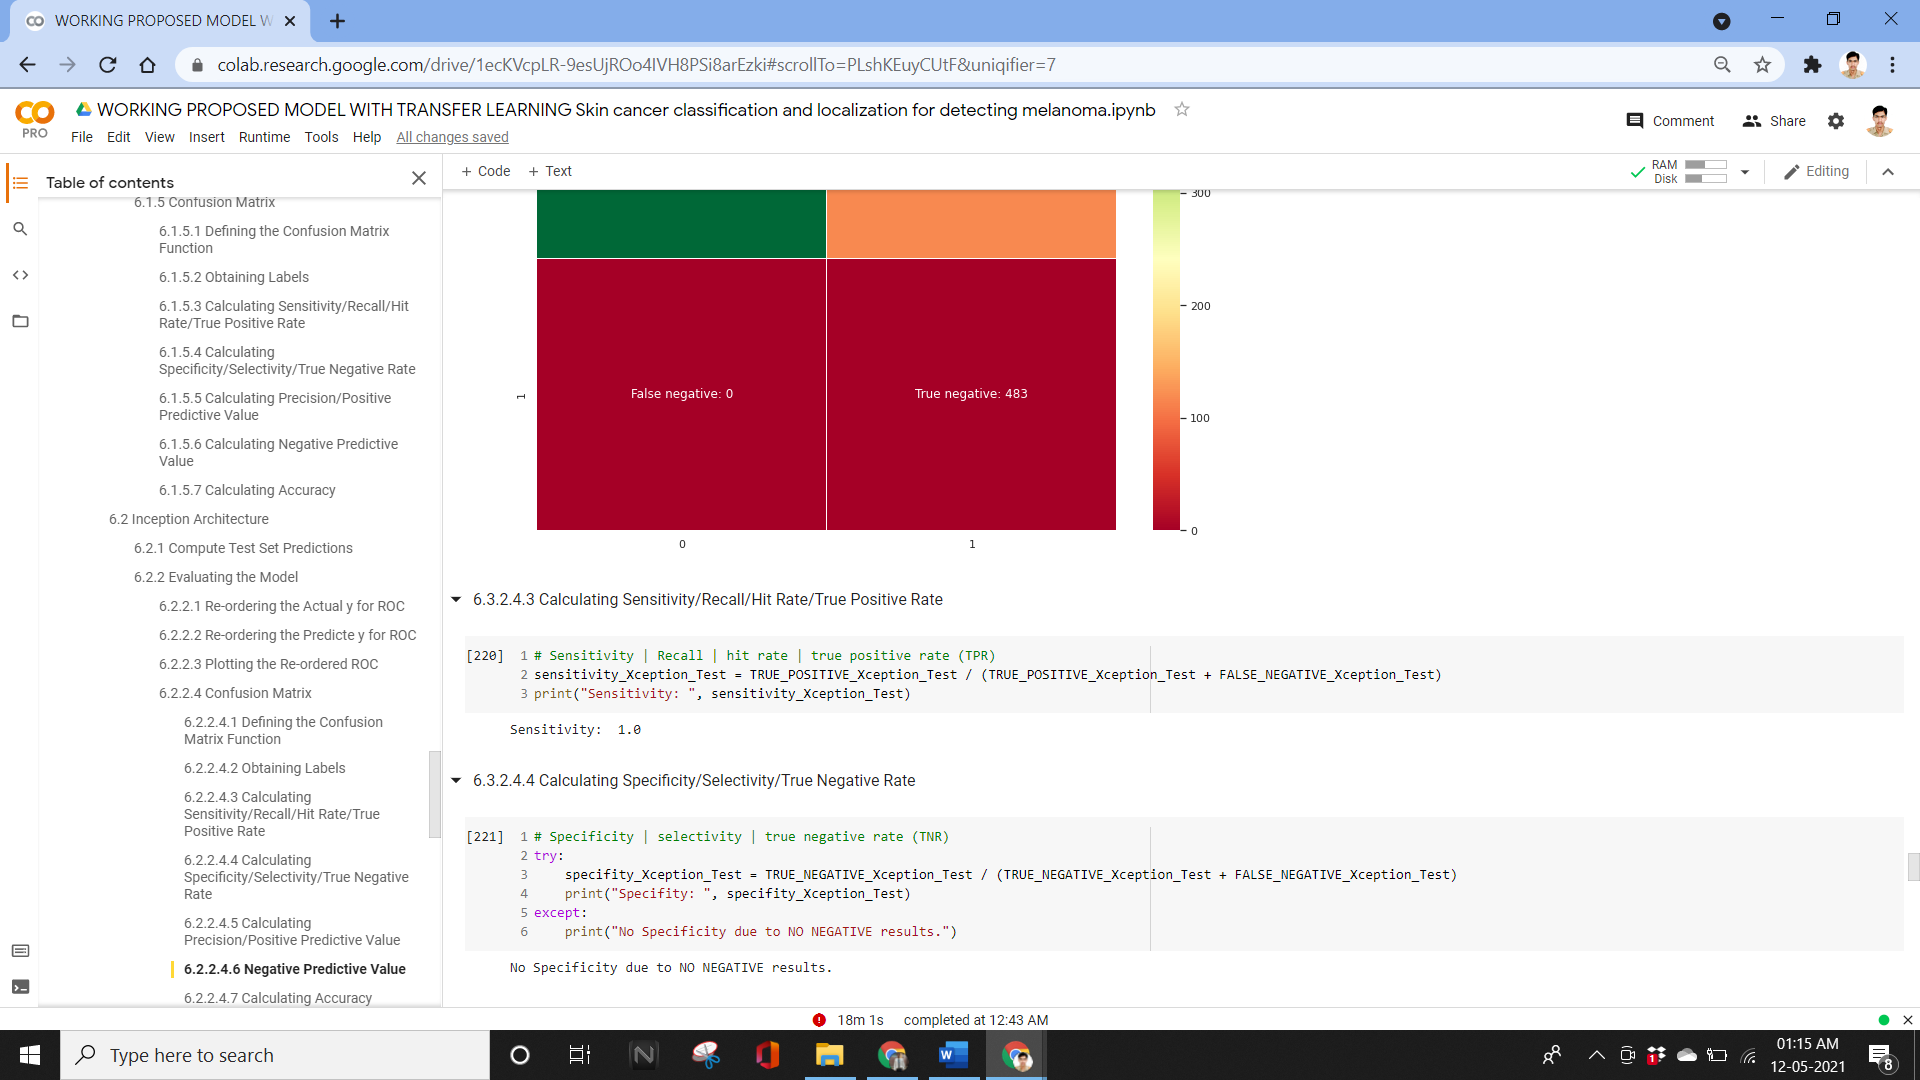 WORKING PROPOSED MODEL W
colab.research.google.com/drive/1ecKVcpLR-9esUjROo4IVH8PSi8arEzki#scrollTo=PLshKEuyCUtF&uniqifier=7
PRO
WORKING PROPOSED MODEL WITH TRANSFER LEARNING Skin cancer classification and localization for detecting melanoma.ipynb
File Edit View Insert Runtime Tools Help All changes saved
Comment
Share
Table of contents
+ Code + Text
RAM
Disk
Editing
6.1.5 Confusion Matrix
6.1.5.1 Defining the Confusion Matrix
Function
6.1.5.2 Obtaining Labels
6.1.5.3 Calculating Sensitivity/Recall/Hit
Rate/True Positive Rate
6.1.5.4 Calculating
Specificity/Selectivity/True Negative Rate
6.1.5.5 Calculating Precision/Positive
Predictive Value
6.1.5.6 Calculating Negative Predictive
Value
6.1.5.7 Calculating Accuracy
6.2 Inception Architecture
6.2.1 Compute Test Set Predictions
6.2.2 Evaluating the Model
6.2.2.1 Re-ordering the Actual y for ROC
6.2.2.2 Re-ordering the Predicte y for ROC
6.2.2.3 Plotting the Re-ordered ROC
6.2.2.4 Confusion Matrix
6.2.2.4.1 Defining the Confusion
Matrix Function
6.2.2.4.2 Obtaining Labels
6.2.2.4.3 Calculating
Sensitivity/Recall/Hit Rate/True
Positive Rate
6.2.2.4.4 Calculating
Specificity/Selectivity/True Negative
Rate
6.2.2.4.5 Calculating
Precision/Positive Predictive Value
6.2.2.4.6 Negative Predictive Value
6.2.2.4.7 Calculating Accuracy
300
200
100
0
1
False negative: 0
True negative: 483
0
1
6.3.2.4.3 Calculating Sensitivity/Recall/Hit Rate/True Positive Rate
[220] 1 # Sensitivity | Recall | hit rate | true positive rate (TPR)
2 sensitivity_Xception_Test = TRUE_POSITIVE_Xception_Test / (TRUE_POSITIVE_Xception_Test + FALSE_NEGATIVE_Xception_Test)
3 print("Sensitivity: ", sensitivity_Xception_Test)
Sensitivity:  1.0
6.3.2.4.4 Calculating Specificity/Selectivity/True Negative Rate
[221] 1 # Specificity | selectivity | true negative rate (TNR)
2 try:
3     specifity_Xception_Test = TRUE_NEGATIVE_Xception_Test / (TRUE_NEGATIVE_Xception_Test + FALSE_NEGATIVE_Xception_Test)
4     print("Specifity: ", specifity_Xception_Test)
5 except:
6     print("No Specificity due to NO NEGATIVE results.")
No Specificity due to NO NEGATIVE results.
18m 1s completed at 12:43 AM
Type here to search
01:15 AM
12-05-2021
8